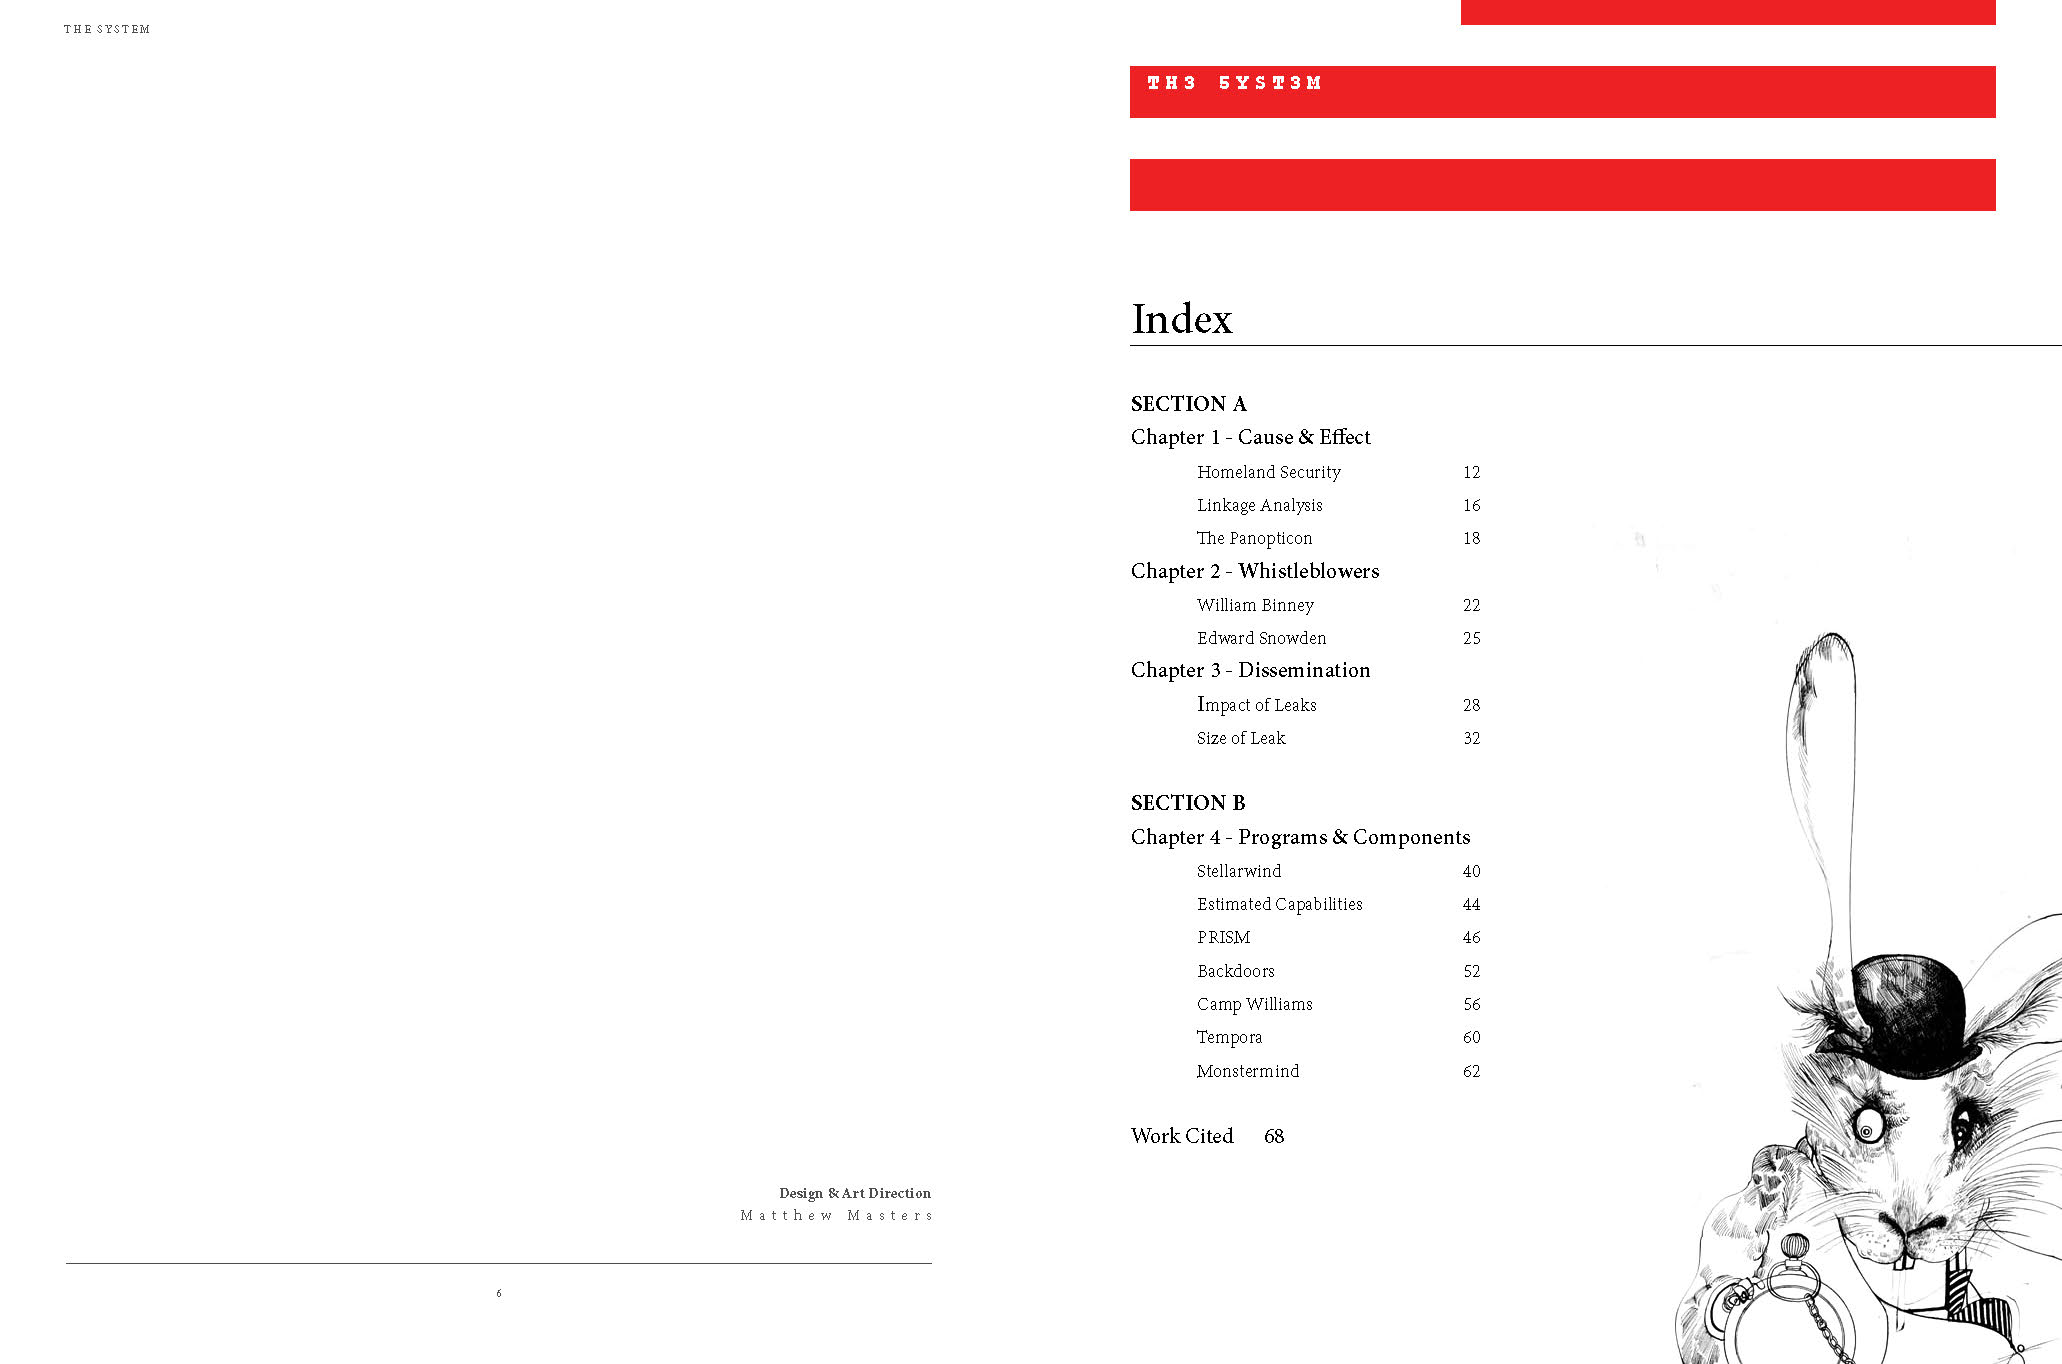 THE SYSTEM
Design & Art Direction
Matthew Masters
6
TH3 5YST3M
Index
SECTION A
Chapter 1 - Cause & Effect
Homeland Security 12
Linkage Analysis 16
The Panopticon 18
Chapter 2 - Whistleblowers
William Binney 22
Edward Snowden 25
Chapter 3 - Dissemination
Impact of Leaks 28
Size of Leak 32
SECTION B
Chapter 4 - Programs & Components
Stellarwind 40
Estimated Capabilities 44
PRISM 46
Backdoors 52
Camp Williams 56
Tempora 60
Monstermind 62
Work Cited 68